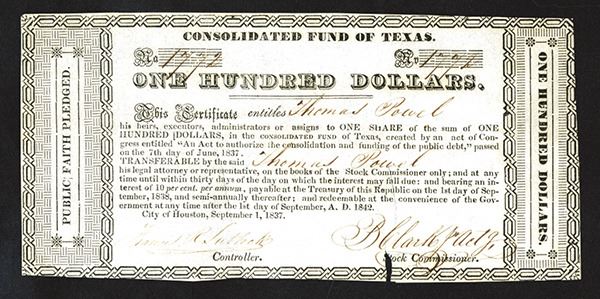 CONSOLIDATED FUND OF TEXAS.
No 1772 No 1772
ONE HUNDRED DOLLARS.
This Certificate entitles Thomas Powel
his heirs, executors, administrators or assigns to ONE SHARE of the sum of ONE
HUNDRED DOLLARS, in the CONSOLIDATED FUND of Texas, created by an act of Con-
gress entitled "An Act to authorize the consolidation and funding of the public debt," passed
on the 7th day of June, 1837.
TRANSFERABLE by the said Thomas Powel
his legal attorney or representative, on the books of the Stock Commissioner only; and at any
time until within thirty days of the day on which the interest may fall due: and bearing an in-
terest of 10 per cent. per annum, payable at the Treasury of this Republic on the 1st day of Sep-
tember, 1838, and semi-annually thereafter; and redeemable at the convenience of the Gov-
ernment at any time after the 1st day of September, A. D. 1842.
City of Houston, September 1, 1837.
Controller.
Stock Commissioner.
PUBLIC FAITH PLEDGED.
ONE HUNDRED DOLLARS.